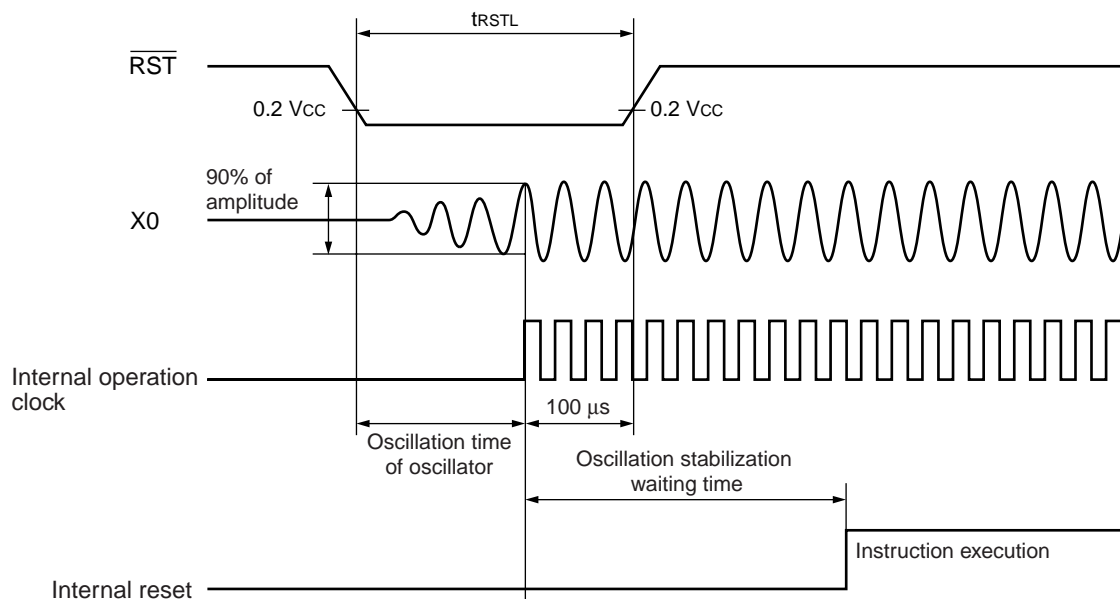 tRSTL
RST
0.2 VCC
0.2 VCC
90% of
amplitude
X0
Internal operation
clock
100 µs
Oscillation time
of oscillator
Oscillation stabilization
waiting time
Instruction execution
Internal reset